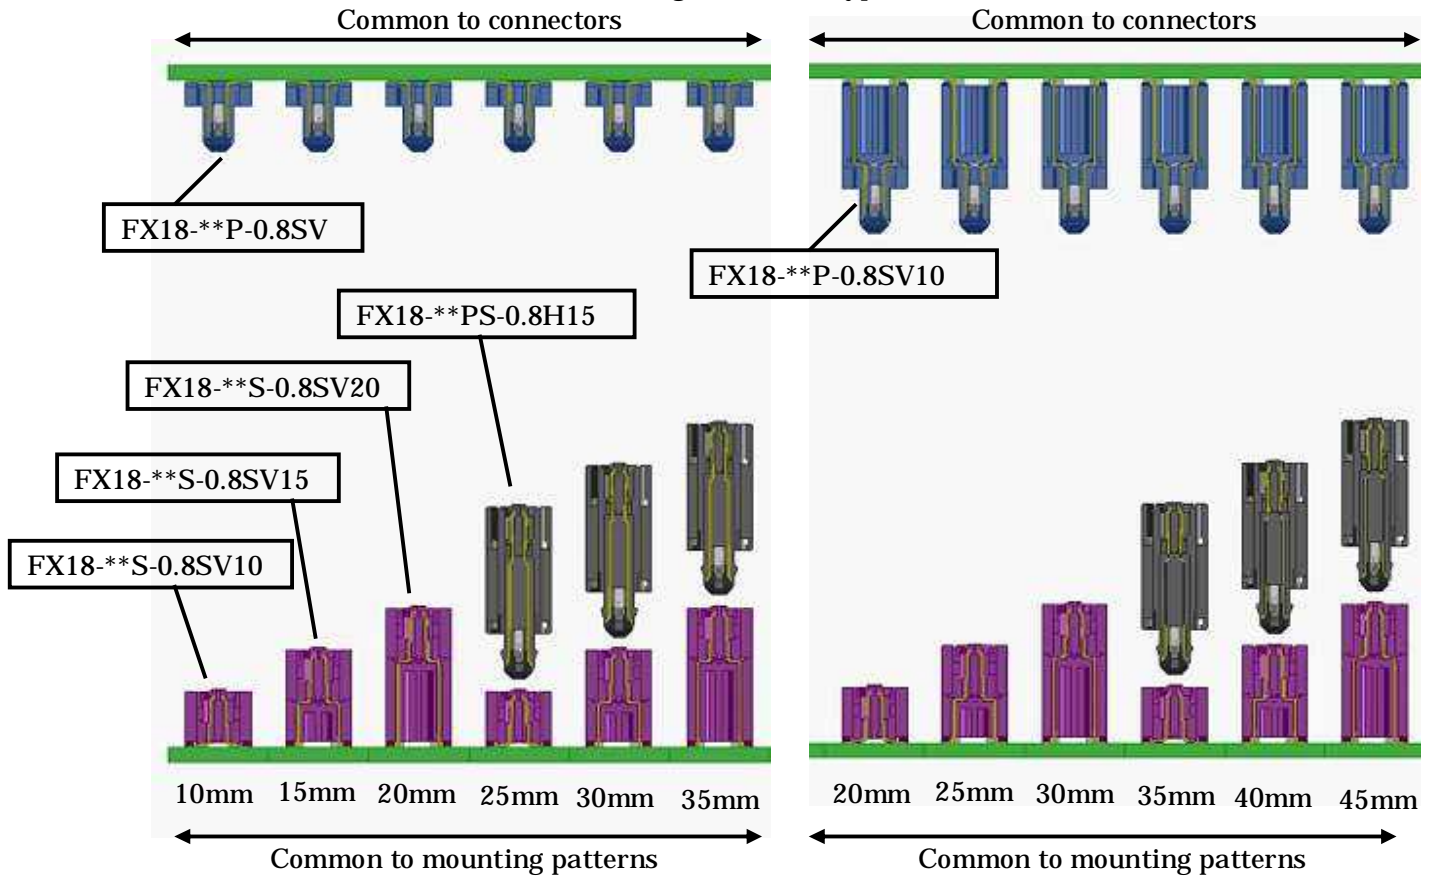 Common to connectors
Common to connectors
FX18-**P-0.8SV
FX18-**P-0.8SV10
FX18-**PS-0.8H15
FX18-**S-0.8SV20
FX18-**S-0.8SV15
FX18-**S-0.8SV10
10mm 15mm 20mm 25mm 30mm 35mm
20mm 25mm 30mm 35mm 40mm 45mm
Common to mounting patterns
Common to mounting patterns